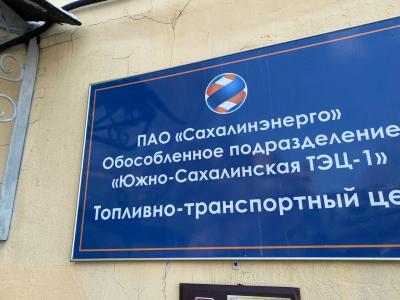 ПАО «Сахалинэнерго»
Обособленное подразделение
«Южно-Сахалинская ТЭЦ-1»
Топливно-транспортный це